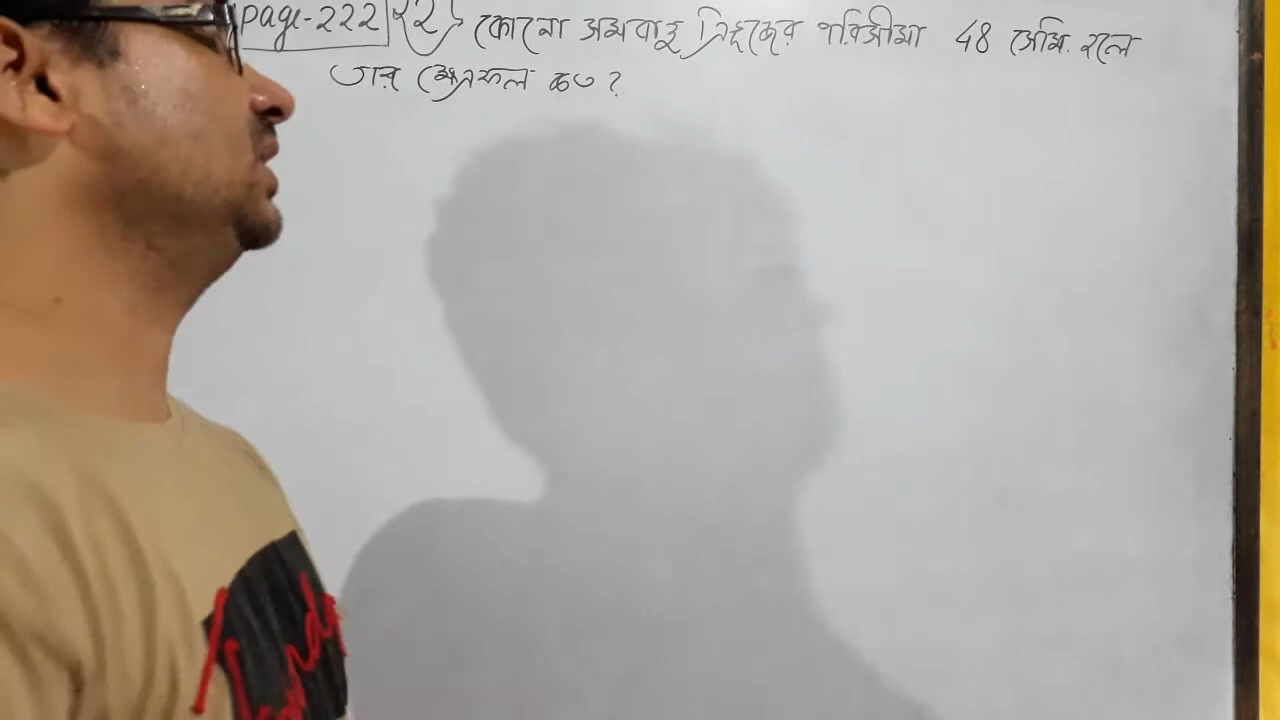 page-222 ২২> কোনো সমবাহু ত্রিভুজের পরিসীমা 48 সেমি. হলে
তার ক্ষেত্রফল কত ?